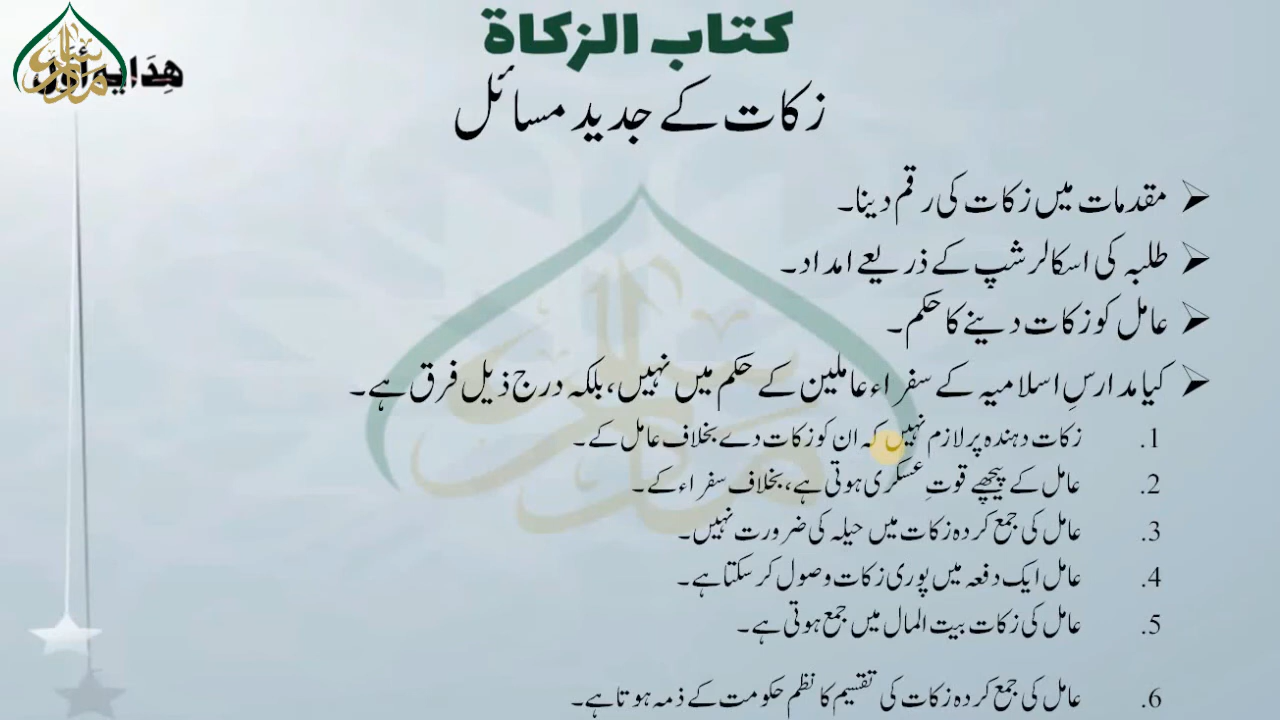 کتاب الزکاة
ھِدَایہ أوّل
زکات کے جدید مسائل
مقدمات میں زکات کی رقم دینا۔
طلبہ کی اسکالرشپ کے ذریعے امداد۔
عامل کو زکات دینے کا حکم۔
کیا مدارسِ اسلامیہ کے سفراء عاملین کے حکم میں نہیں، بلکہ درج ذیل فرق ہے۔
1. زکات دہندہ پر لازم نہیں کہ ان کو زکات دے بخلاف عامل کے۔
2. عامل کے پیچھے قوتِ عسکری ہوتی ہے، بخلاف سفراء کے۔
3. عامل کی جمع کردہ زکات میں حیلہ کی ضرورت نہیں۔
4. عامل ایک دفعہ میں پوری زکات وصول کر سکتا ہے۔
5. عامل کی زکات بیت المال میں جمع ہوتی ہے۔
6. عامل کی جمع کردہ زکات کی تقسیم کا نظم حکومت کے ذمہ ہوتا ہے۔